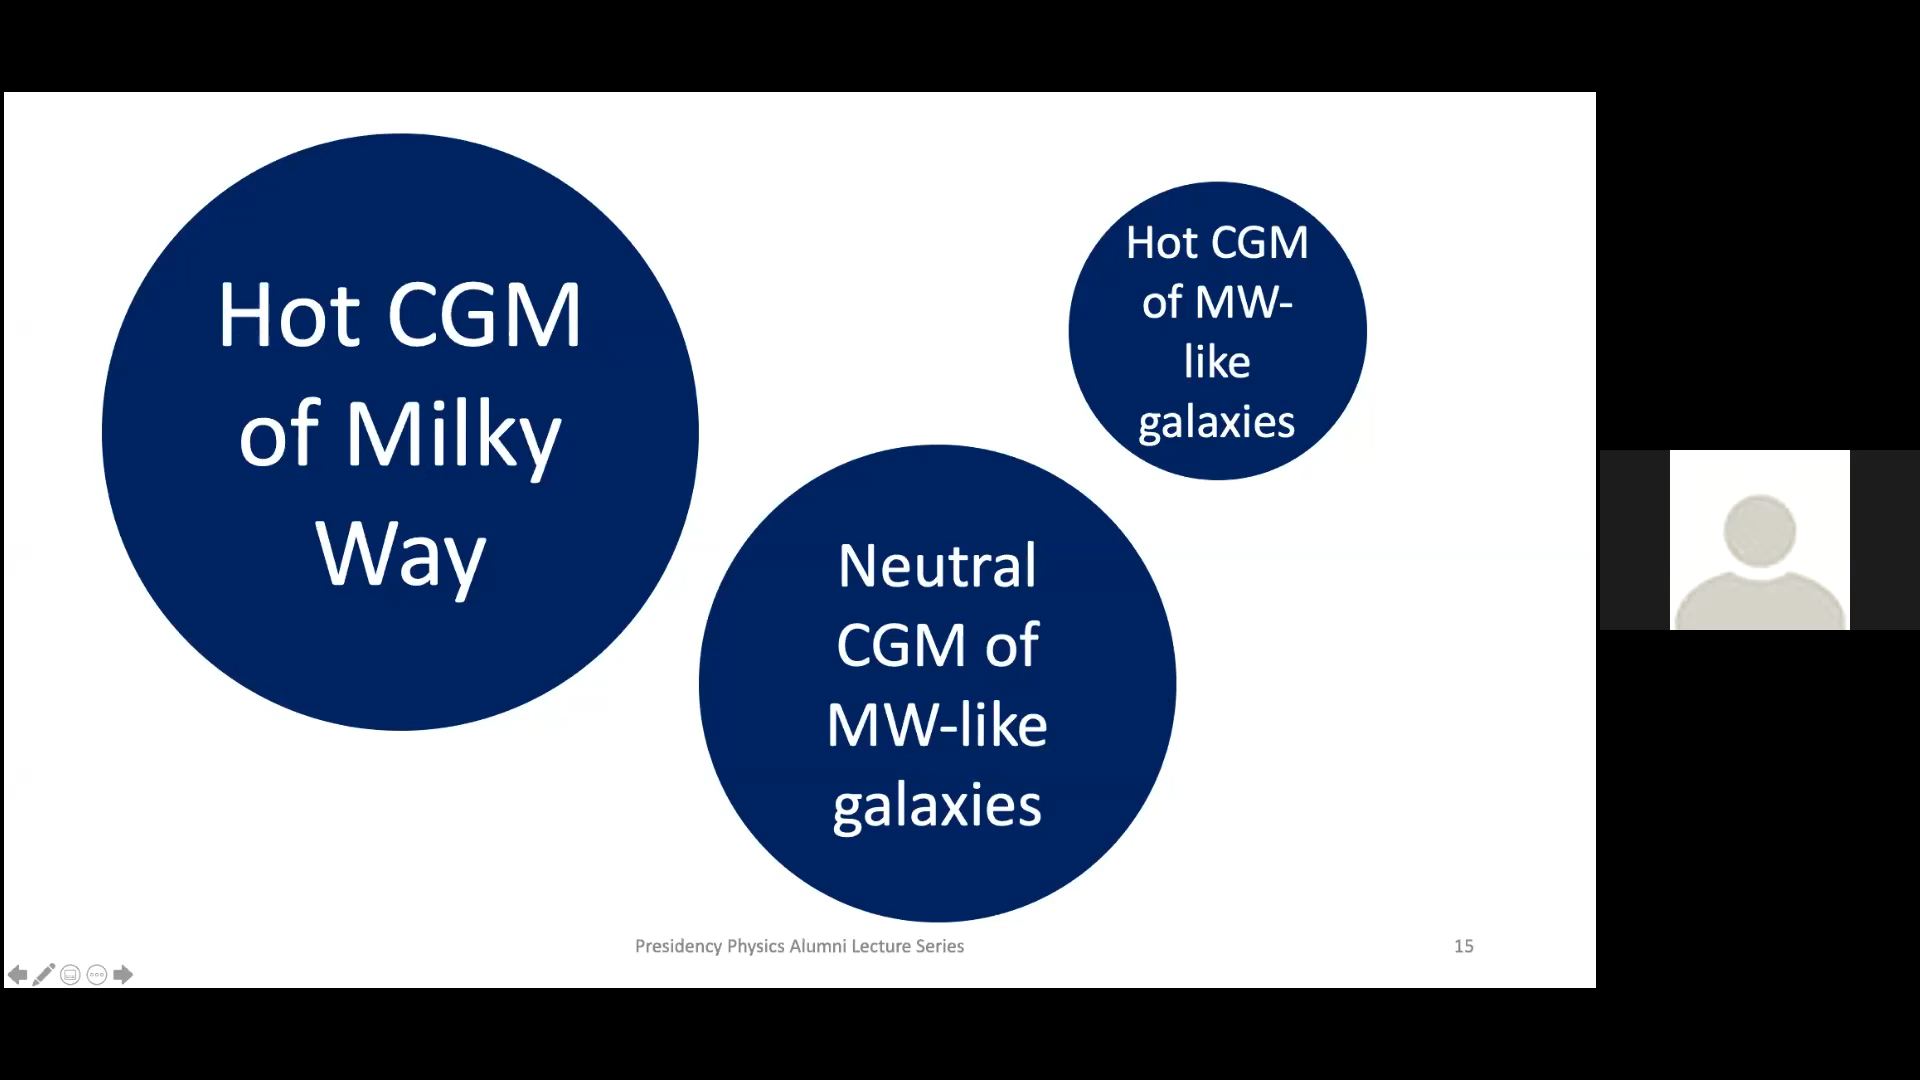 Hot CGM
of Milky
Way
Hot CGM
of MW-
like
galaxies
Neutral
CGM of
MW-like
galaxies
Presidency Physics Alumni Lecture Series
15